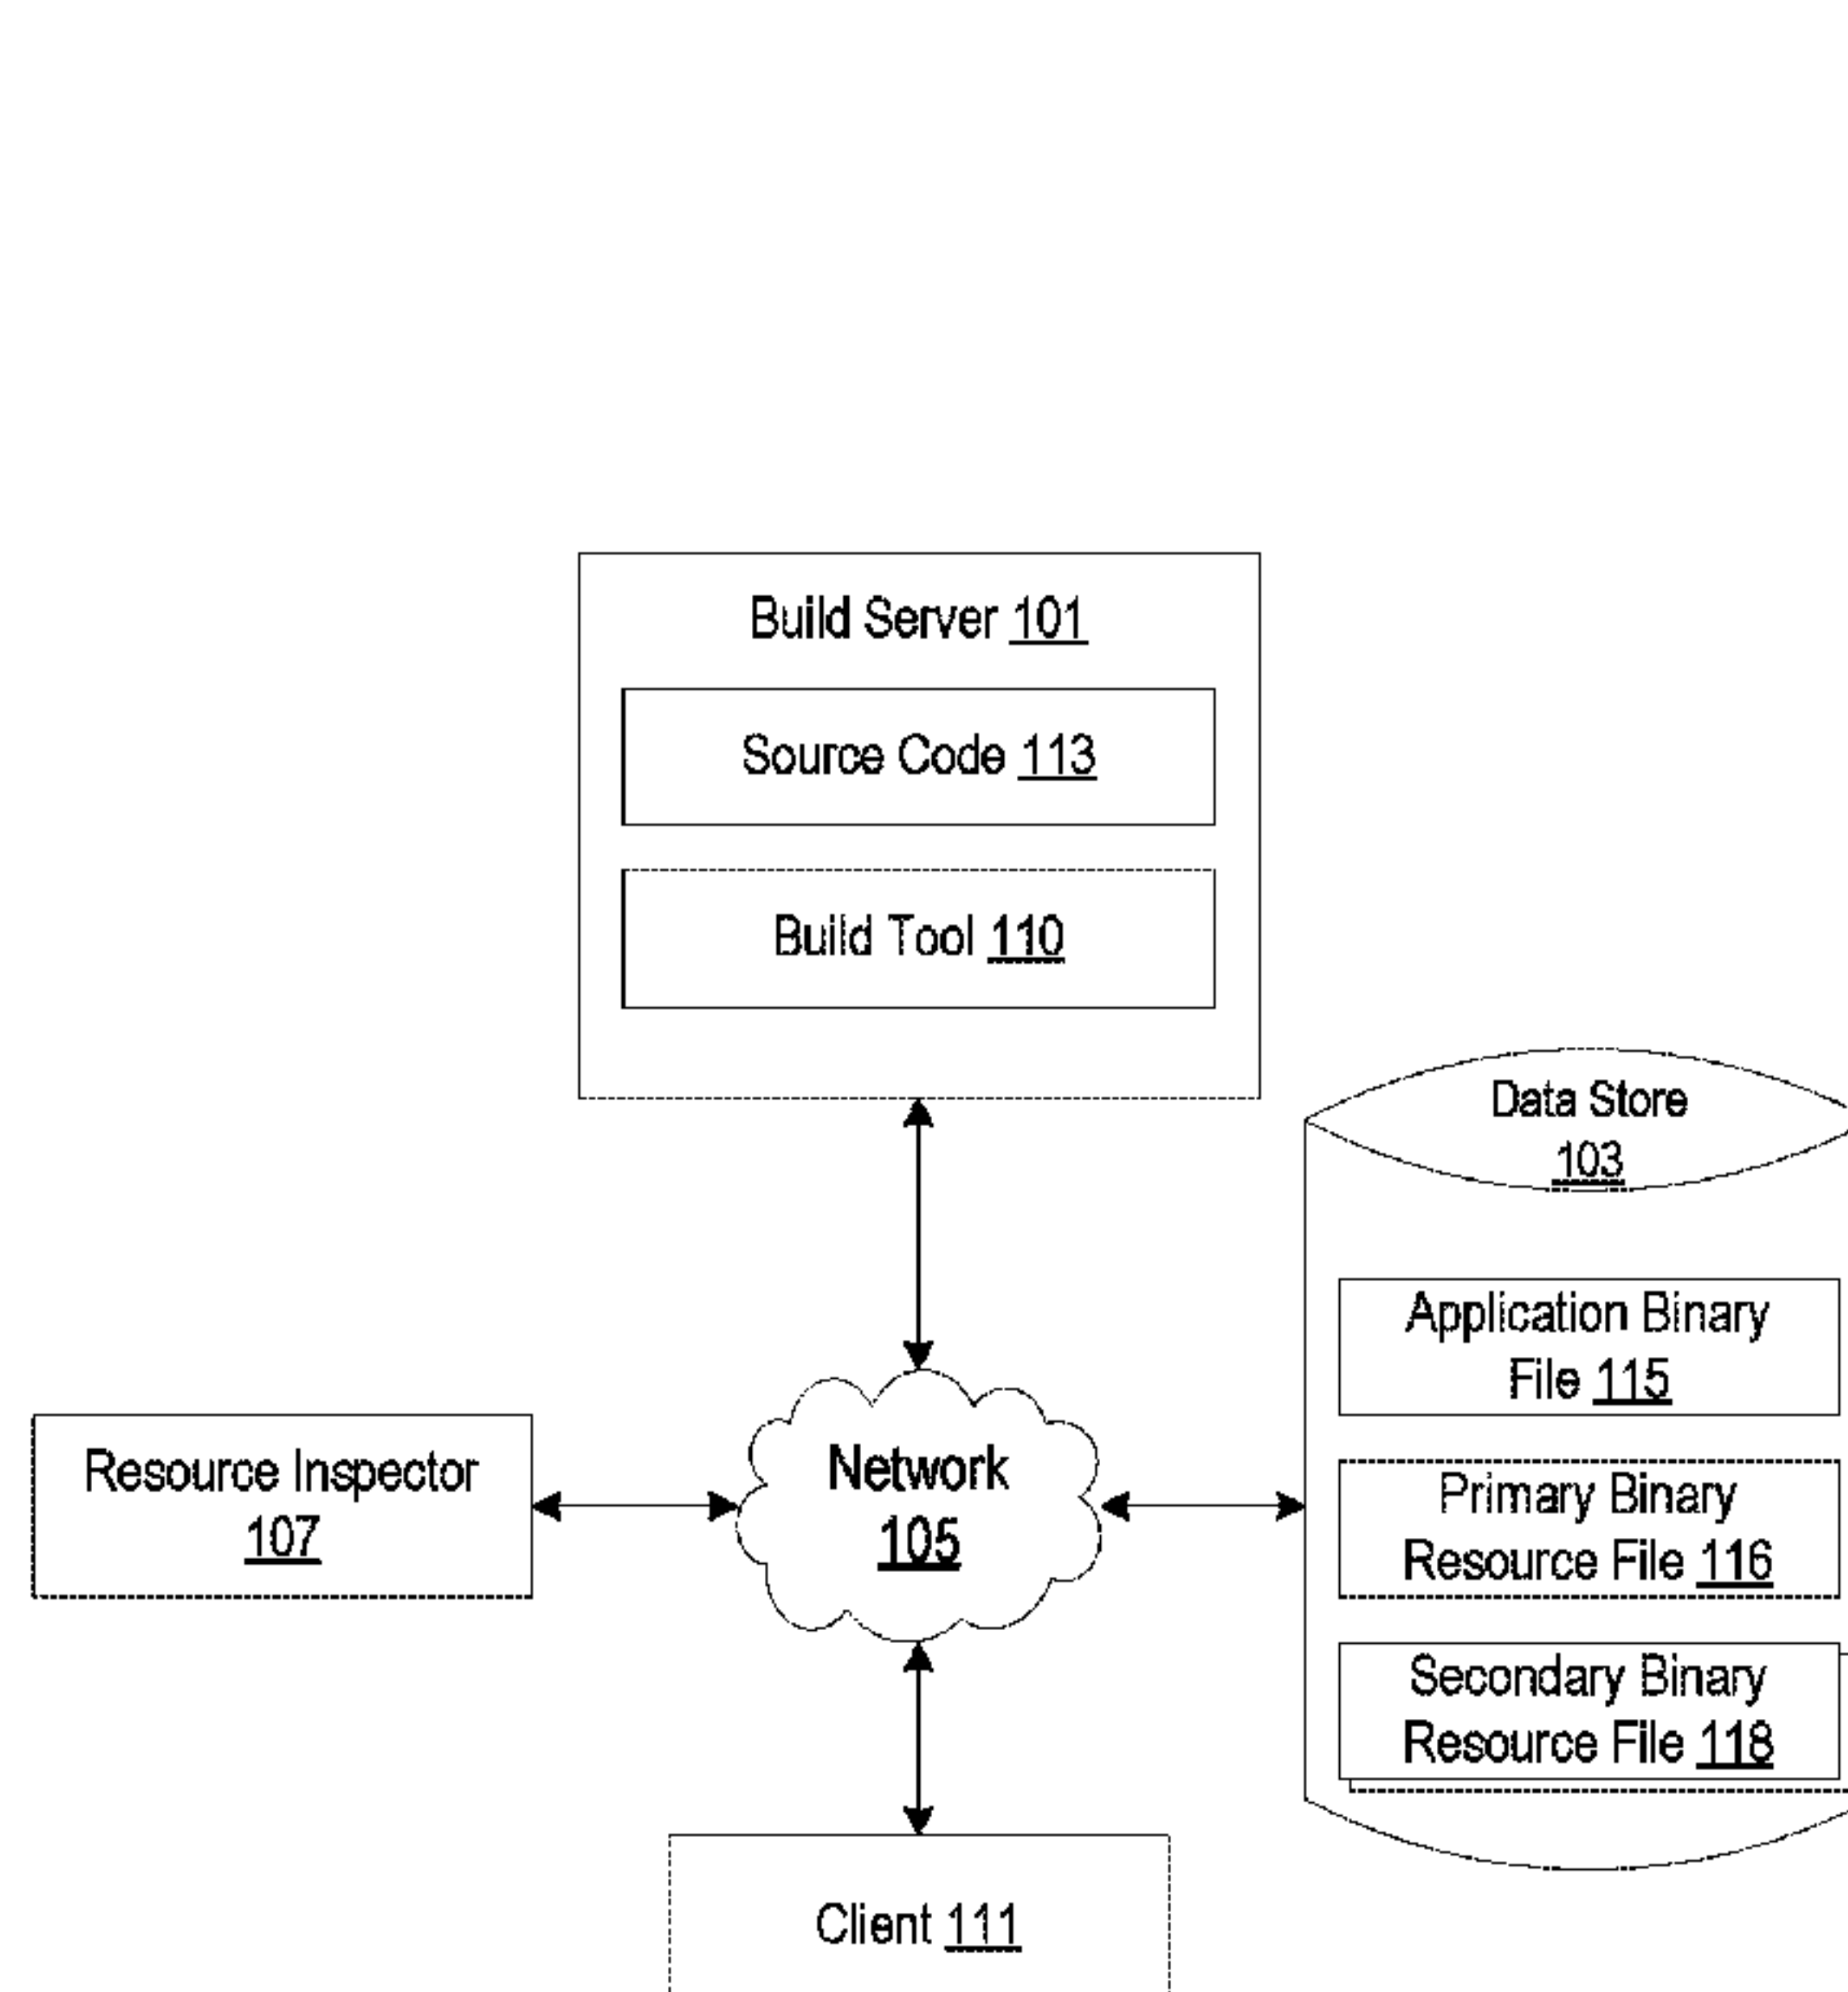 Build Server 101
Source Code 113
Build Tool 110
Data Store
103
Application Binary
File 115
Primary Binary
Resource File 116
Secondary Binary
Resource File 118
Resource Inspector
107
Network
105
Client 111